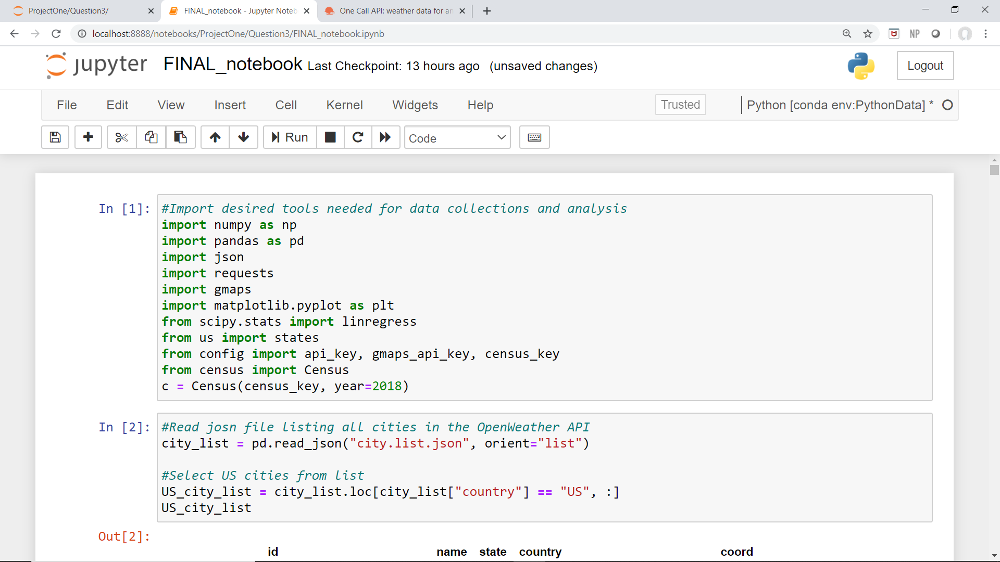 ProjectOne/Question3/
FINAL_notebook - Jupyter Noteb
One Call API: weather data for an
localhost:8888/notebooks/ProjectOne/Question3/FINAL_notebook.ipynb
NP
jupyter FINAL_notebook Last Checkpoint: 13 hours ago (unsaved changes)
Logout
File Edit View Insert Cell Kernel Widgets Help Trusted Python [conda env:PythonData] *
Run Code
In [1]: #Import desired tools needed for data collections and analysis
import numpy as np
import pandas as pd
import json
import requests
import gmaps
import matplotlib.pyplot as plt
from scipy.stats import linregress
from us import states
from config import api_key, gmaps_api_key, census_key
from census import Census
c = Census(census_key, year=2018)
In [2]: #Read josn file listing all cities in the OpenWeather API
city_list = pd.read_json("city.list.json", orient="list")
#Select US cities from list
US_city_list = city_list.loc[city_list["country"] == "US", :]
US_city_list
Out[2]:
id name state country coord